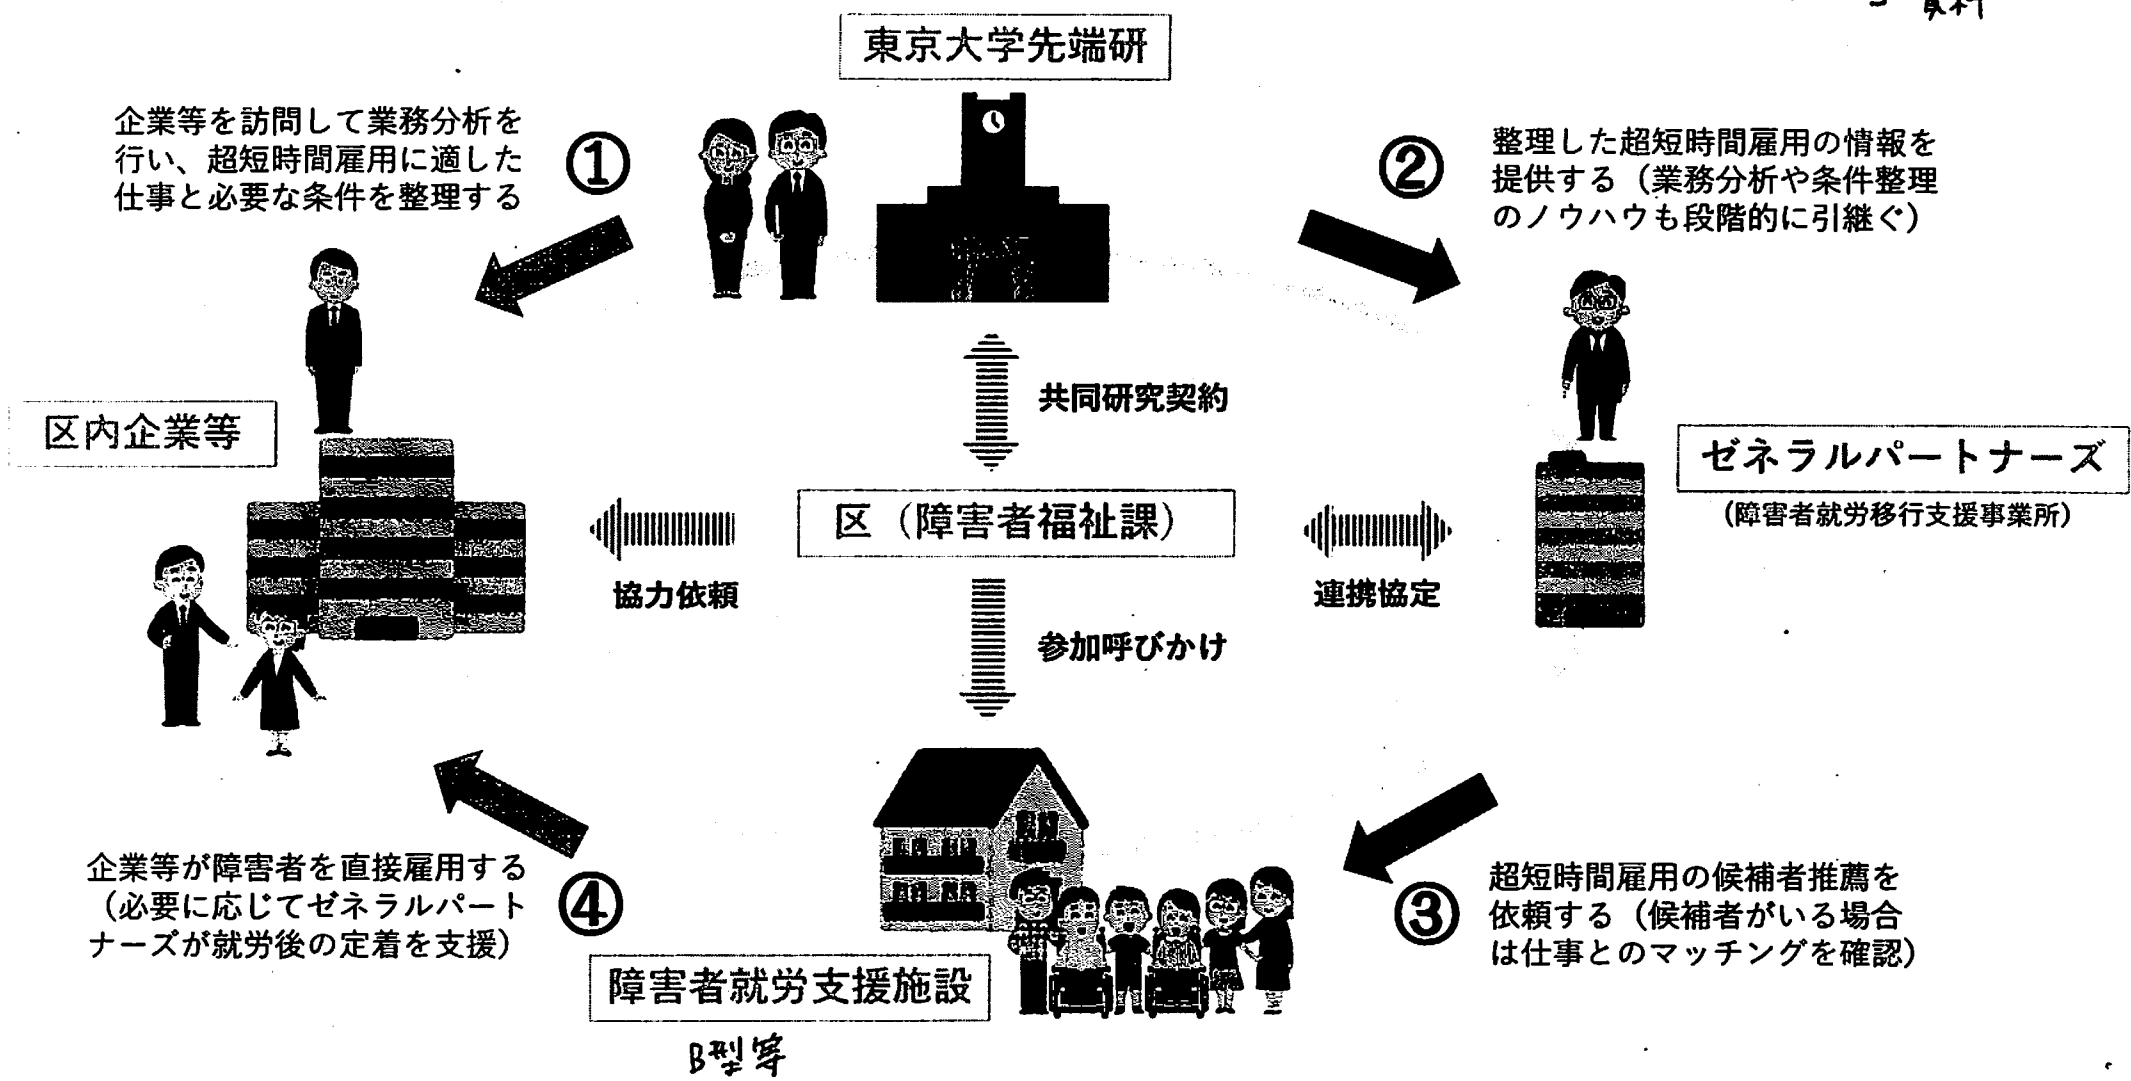 資料
東京大学先端研
企業等を訪問して業務分析を
行い、超短時間雇用に適した
仕事と必要な条件を整理する
①
②
整理した超短時間雇用の情報を
提供する（業務分析や条件整理
のノウハウも段階的に引継ぐ）
共同研究契約
区内企業等
ゼネラルパートナーズ
（障害者就労移行支援事業所）
区（障害者福祉課）
協力依頼
連携協定
参加呼びかけ
企業等が障害者を直接雇用する
（必要に応じてゼネラルパート
ナーズが就労後の定着を支援）
④
③
超短時間雇用の候補者推薦を
依頼する（候補者がいる場合
は仕事とのマッチングを確認）
障害者就労支援施設
B型等